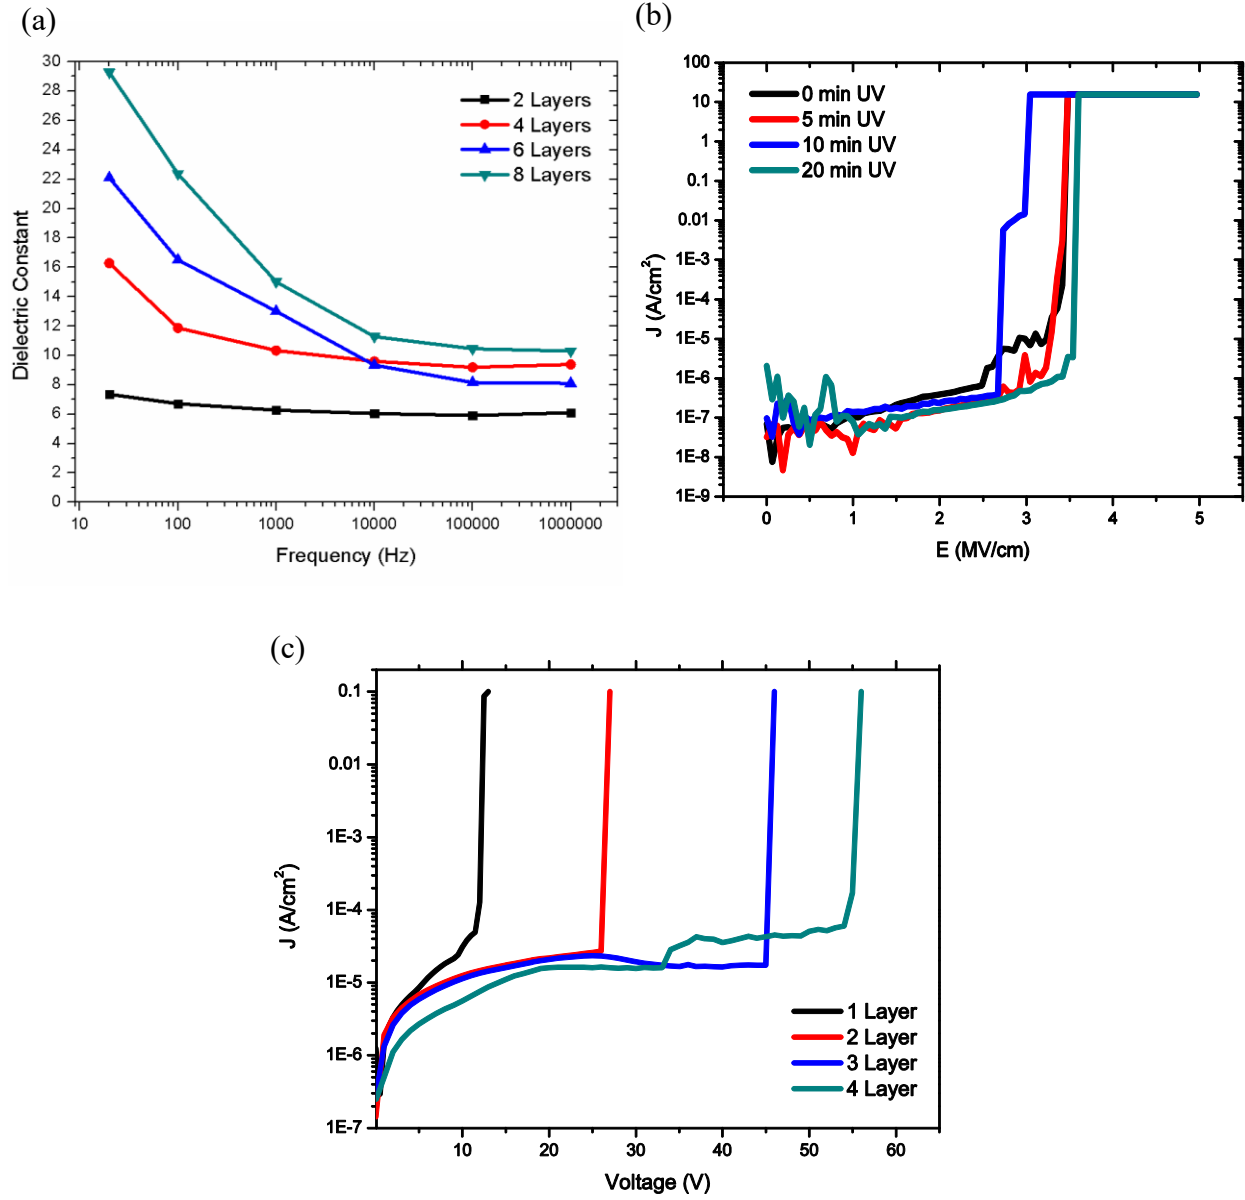 (a)
30
28
26
24
22
20
18
16
14
12
10
8
6
4
2
0
Dielectric Constant
2 Layers
4 Layers
6 Layers
8 Layers
10
100
1000
10000
100000
1000000
Frequency (Hz)
(b)
100
10
1
0.1
0.01
1E-3
1E-4
1E-5
1E-6
1E-7
1E-8
1E-9
J (A/cm²)
0 min UV
5 min UV
10 min UV
20 min UV
0
1
2
3
4
5
E (MV/cm)
(c)
0.1
0.01
1E-3
1E-4
1E-5
1E-6
1E-7
J (A/cm²)
1 Layer
2 Layer
3 Layer
4 Layer
10
20
30
40
50
60
Voltage (V)